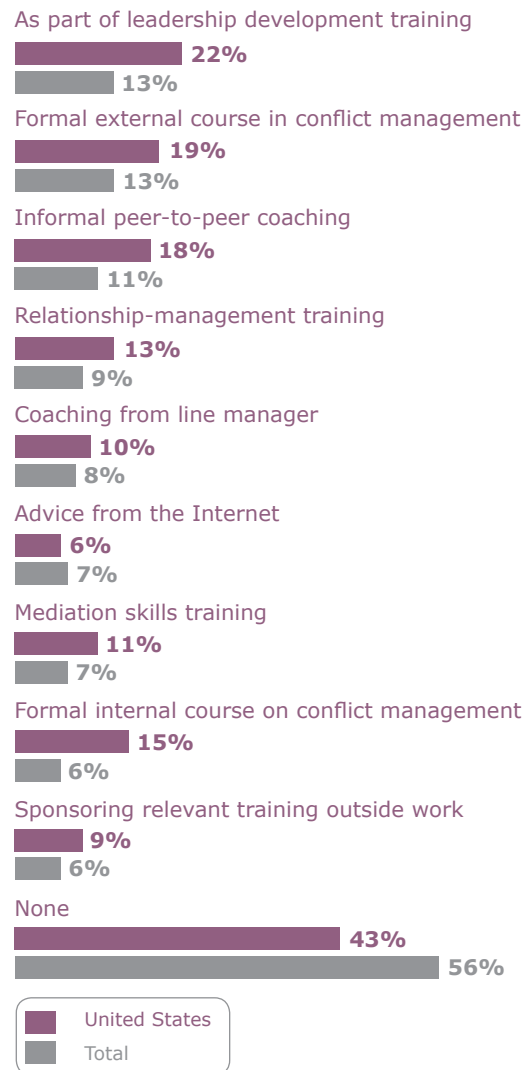 As part of leadership development training
22%
13%
Formal external course in conflict management
19%
13%
Informal peer-to-peer coaching
18%
11%
Relationship-management training
13%
9%
Coaching from line manager
10%
8%
Advice from the Internet
6%
7%
Mediation skills training
11%
7%
Formal internal course on conflict management
15%
6%
Sponsoring relevant training outside work
9%
6%
None
43%
56%
United States
Total